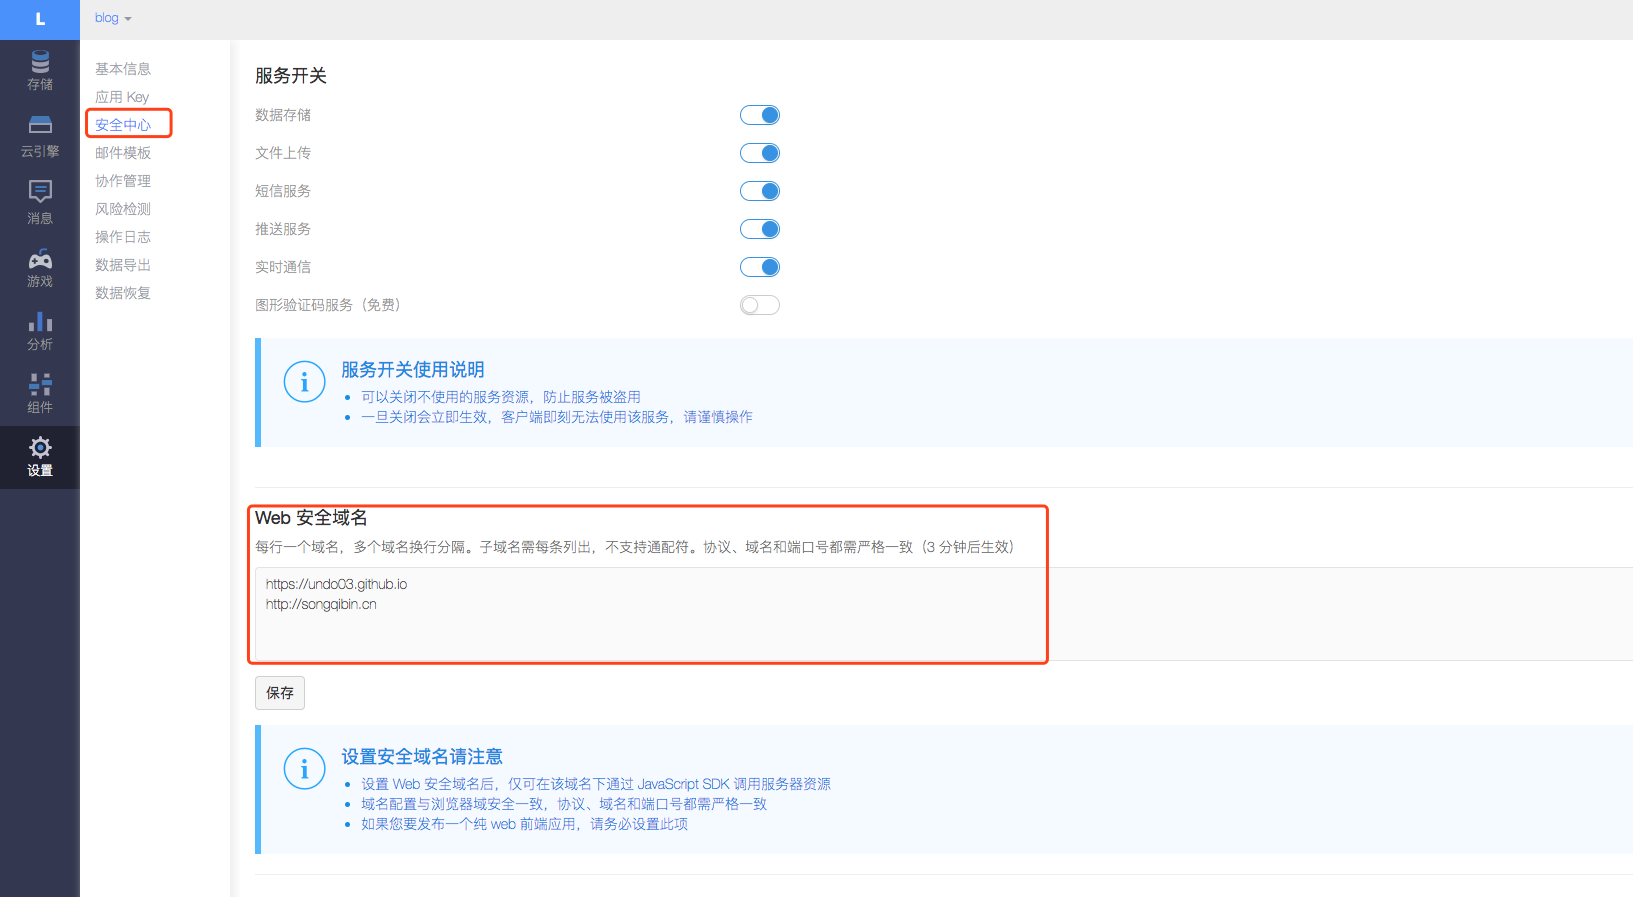 L
blog
存储
云引擎
消息
游戏
分析
组件
设置
基本信息
应用 Key
安全中心
邮件模板
协作管理
风险检测
操作日志
数据导出
数据恢复
服务开关
数据存储
文件上传
短信服务
推送服务
实时通信
图形验证码服务（免费）
服务开关使用说明
可以关闭不使用的服务资源，防止服务被盗用
一旦关闭会立即生效，客户端即刻无法使用该服务，请谨慎操作
Web 安全域名
每行一个域名，多个域名换行分隔。子域名需每条列出，不支持通配符。协议、域名和端口号都需严格一致（3 分钟后生效）
https://undo03.github.io
http://songqibin.cn
保存
设置安全域名请注意
设置 Web 安全域名后，仅可在该域名下通过 JavaScript SDK 调用服务器资源
域名配置与浏览器域安全一致，协议、域名和端口号都需严格一致
如果您要发布一个纯 web 前端应用，请务必设置此项